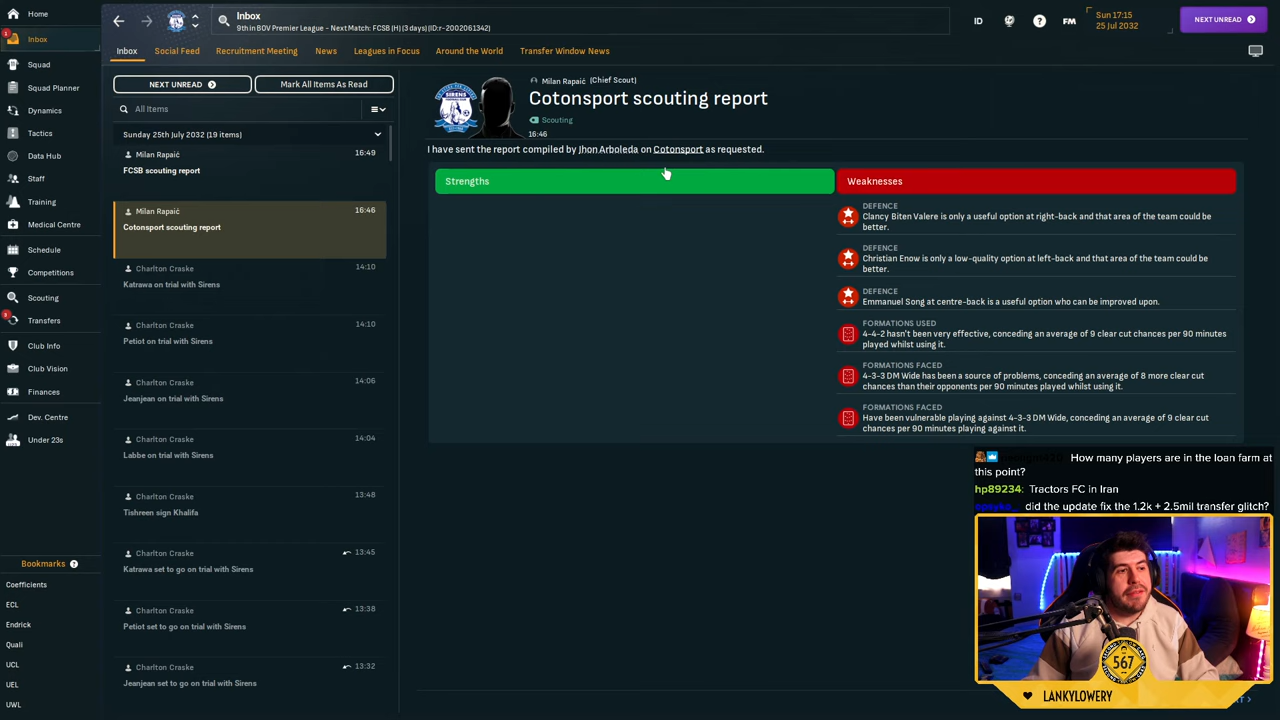 Home
Inbox
Squad
Squad Planner
Dynamics
Tactics
Data Hub
Staff
Training
Medical Centre
Schedule
Competitions
Scouting
Transfers
Club Info
Club Vision
Finances
Dev. Centre
Under 23s
Bookmarks
Coefficients
ECL
Endrick
Quali
UCL
UEL
UWL
1
3
Inbox
9th in BOV Premier League - Next Match: FCSB (H) (3 days) (ID:r-2002061342)
ID
FM
Sun 17:15
25 Jul 2032
NEXT UNREAD
Inbox
Social Feed
Recruitment Meeting
News
Leagues in Focus
Around the World
Transfer Window News
NEXT UNREAD
Mark All Items As Read
All Items
Sunday 25th July 2032 (19 items)
Milan Rapaić 16:49
FCSB scouting report
Milan Rapaić 16:46
Cotonsport scouting report
Charlton Craske 14:10
Katrawa on trial with Sirens
Charlton Craske 14:10
Petiot on trial with Sirens
Charlton Craske 14:06
Jeanjean on trial with Sirens
Charlton Craske 14:04
Labbe on trial with Sirens
Charlton Craske 13:48
Tishreen sign Khalifa
Charlton Craske 13:45
Katrawa set to go on trial with Sirens
Charlton Craske 13:38
Petiot set to go on trial with Sirens
Charlton Craske 13:32
Jeanjean set to go on trial with Sirens
SIRENS
Milan Rapaić (Chief Scout)
Cotonsport scouting report
Scouting
16:46
I have sent the report compiled by Jhon Arboleda on Cotonsport as requested.
Strengths
Weaknesses
DEFENCE
Clancy Biten Valere is only a useful option at right-back and that area of the team could be
better.
DEFENCE
Christian Enow is only a low-quality option at left-back and that area of the team could be
better.
DEFENCE
Emmanuel Song at centre-back is a useful option who can be improved upon.
FORMATIONS USED
4-4-2 hasn't been very effective, conceding an average of 9 clear cut chances per 90 minutes
played whilst using it.
FORMATIONS FACED
4-3-3 DM Wide has been a source of problems, conceding an average of 8 more clear cut
chances than their opponents per 90 minutes played whilst using it.
FORMATIONS FACED
Have been vulnerable playing against 4-3-3 DM Wide, conceding an average of 9 clear cut
chances per 90 minutes playing against it.
How many players are in the loan farm at
this point?
hp89234: Tractors FC in Iran
did the update fix the 1.2k + 2.5mil transfer glitch?
567
LANKYLOWERY